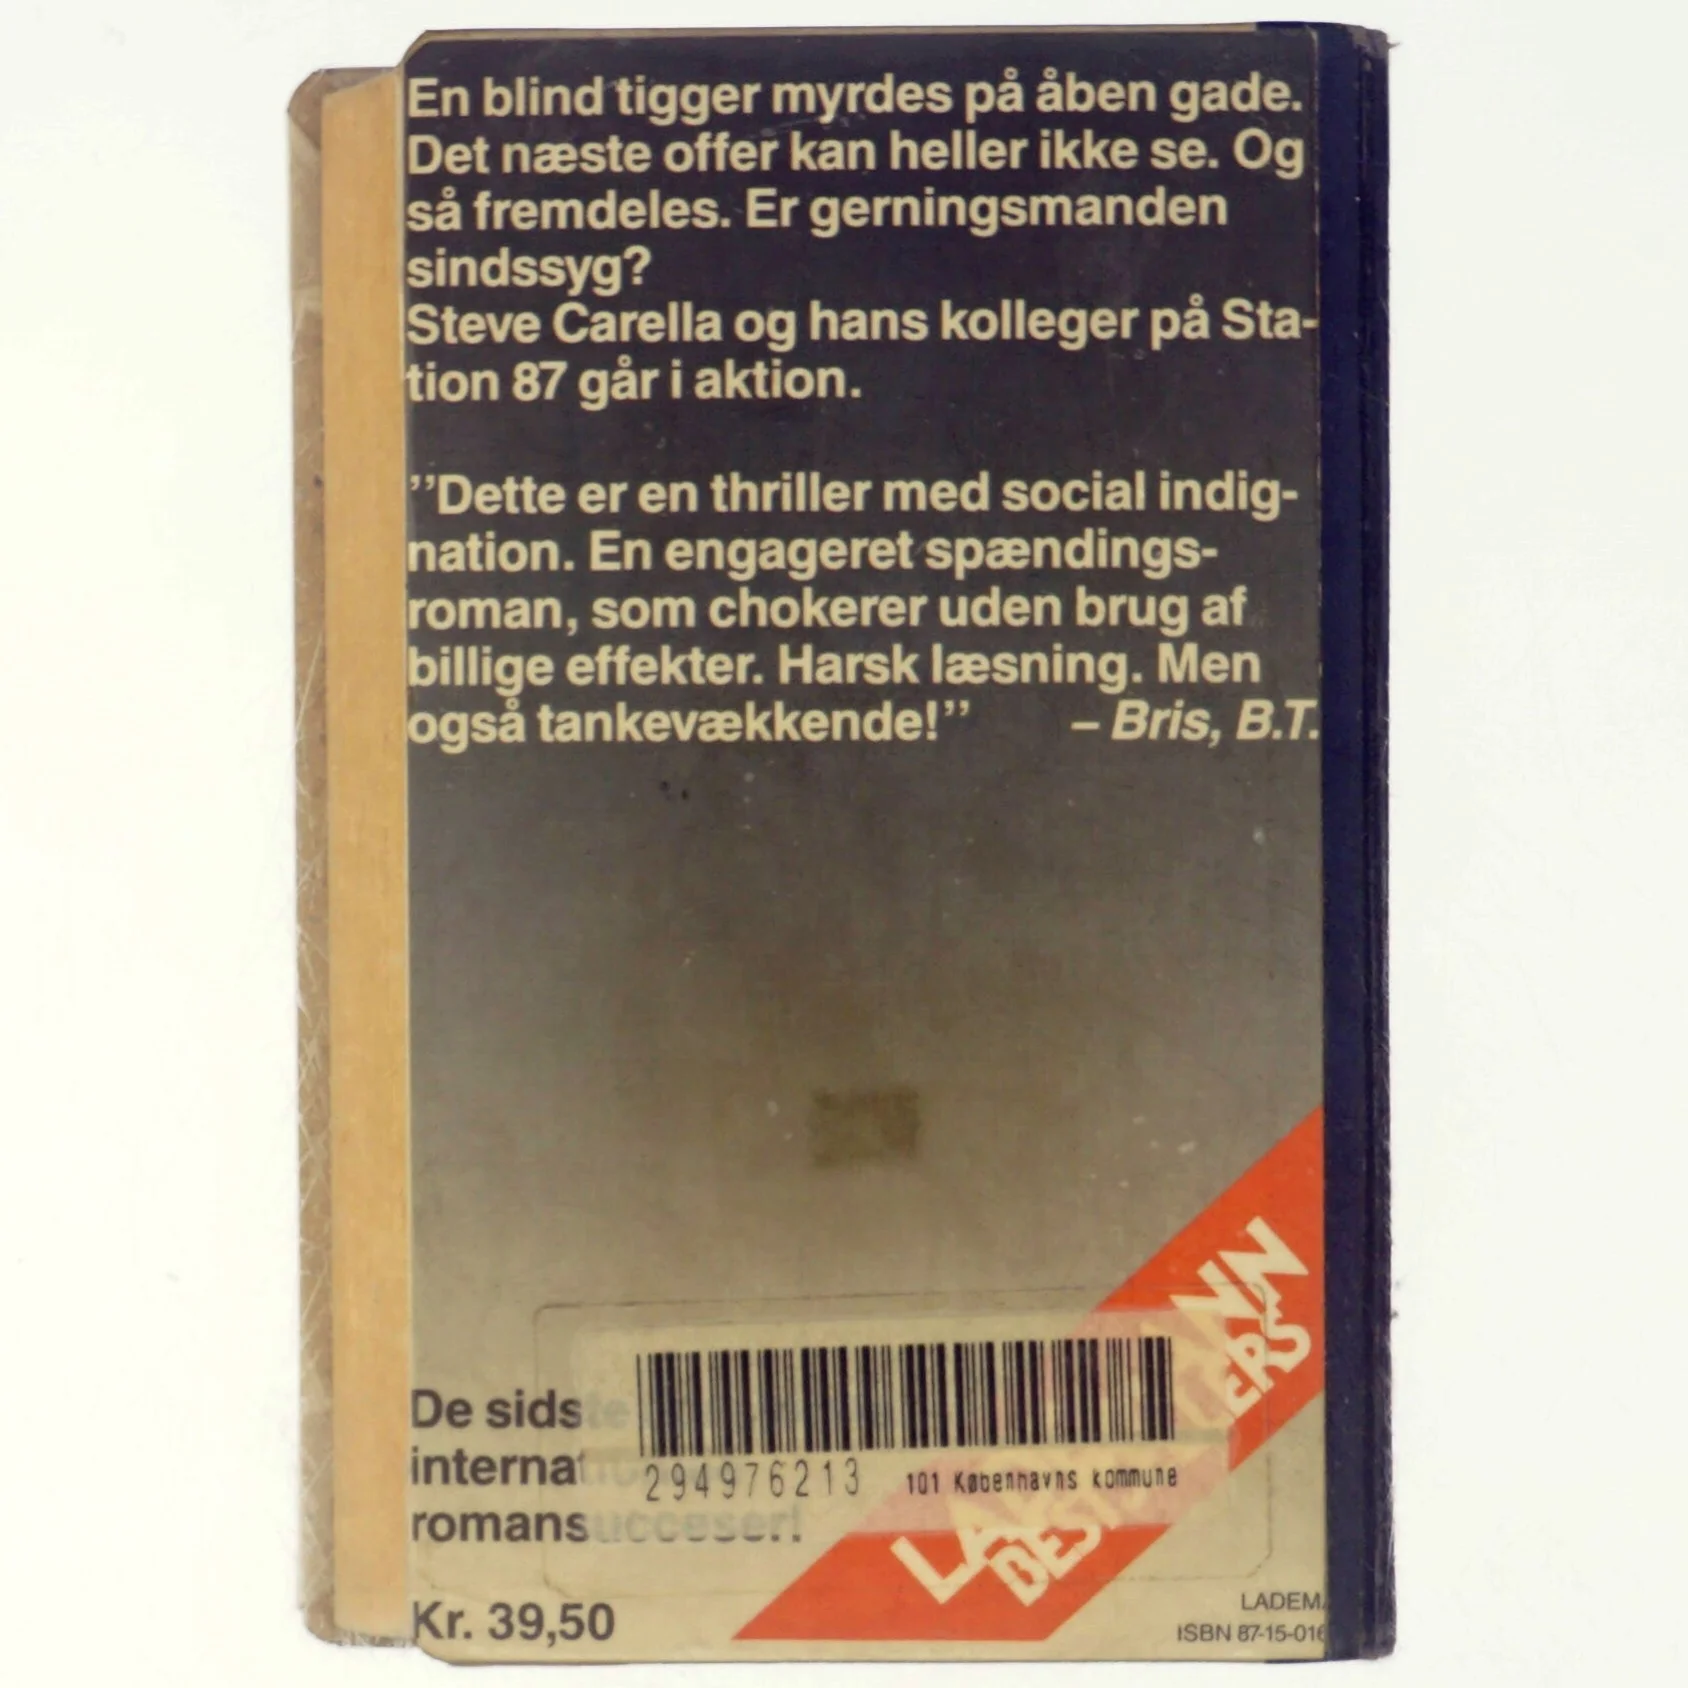 En blind tigger myrdes på åben gade.
Det næste offer kan heller ikke se. Og
så fremdeles. Er gerningsmanden
sindssyg?
Steve Carella og hans kolleger på Sta-
tion 87 går i aktion.
’’Dette er en thriller med social indig-
nation. En engageret spændings-
roman, som chokerer uden brug af
billige effekter. Harsk læsning. Men
også tankevækkende!’’ – Bris, B.T.
De sidste
internat
romansucceser!
294976213 101 Københavns kommune
Kr. 39,50
LADEM
ISBN 87-15-016